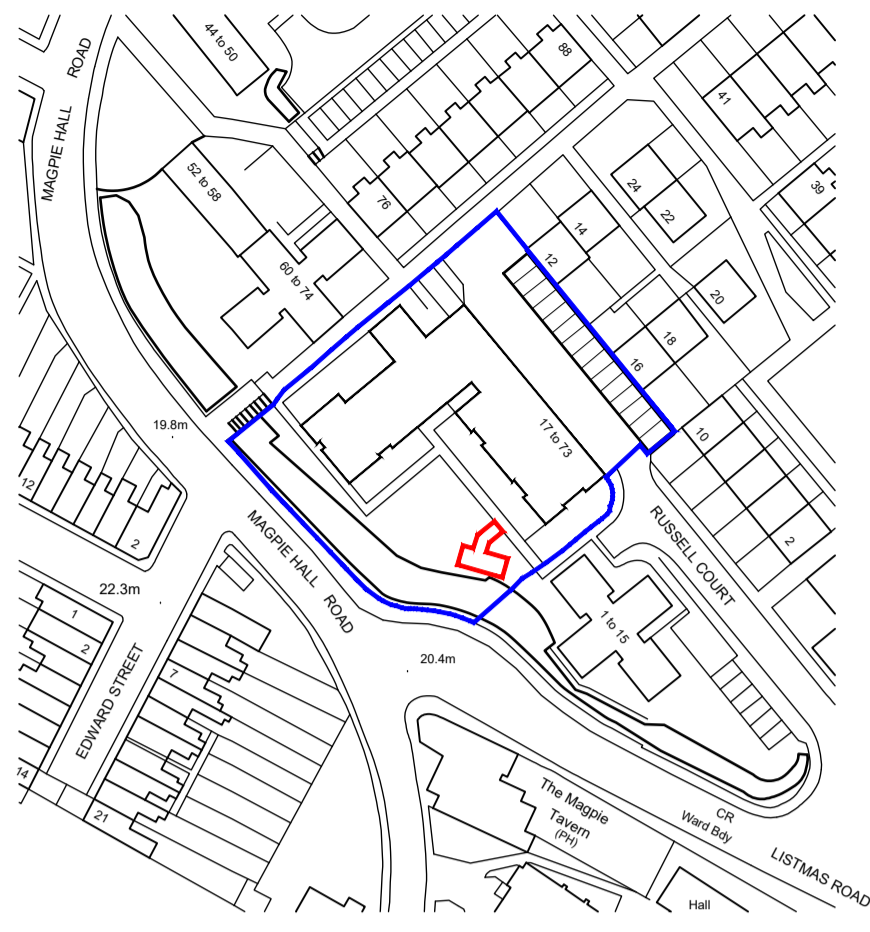 44 to 50
ROAD
MAGPIE HALL
88
41
39
52 to 58
76
24
22
14
12
60 to 74
20
18
16
19.8m
17 to 73
10
12
2
MAGPIE HALL
ROAD
RUSSELL COURT
2
22.3m
1
2
1 to 15
20.4m
7
EDWARD STREET
14
21
The Magpie
Tavern
(PH)
CR
Ward Bdy
LISTMAS ROAD
Hall